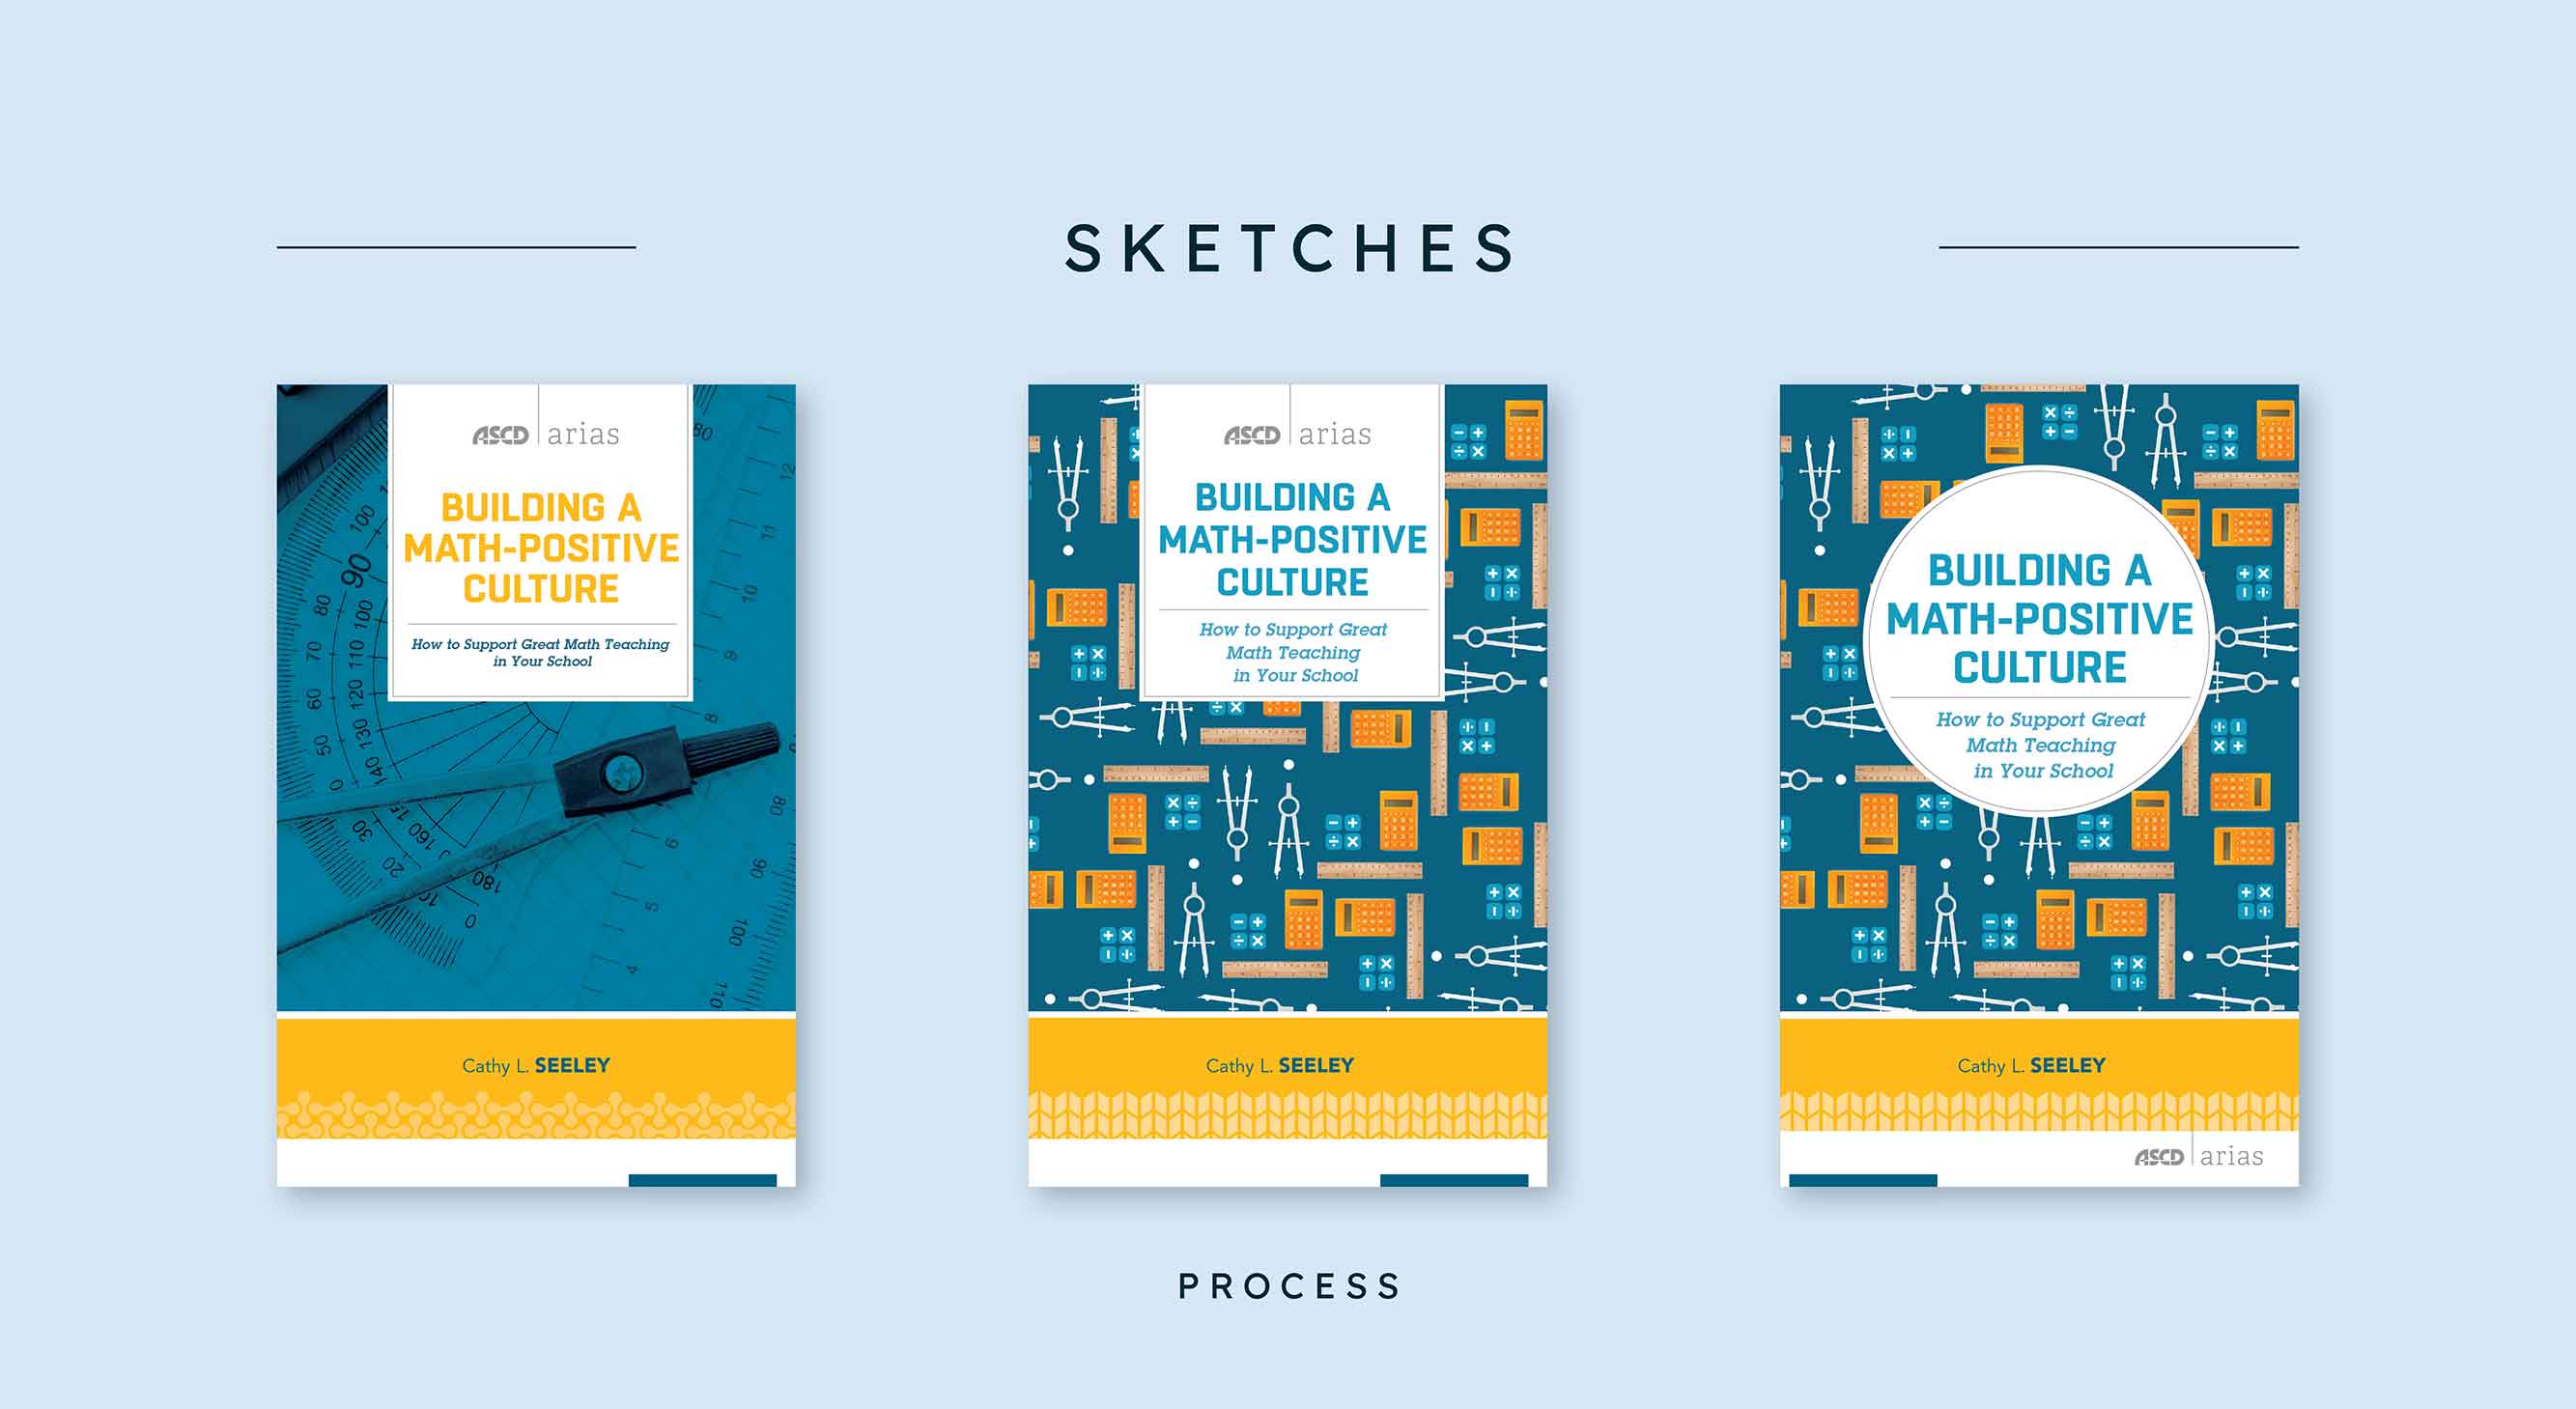 SKETCHES
ASCD arias
BUILDING A
MATH-POSITIVE
CULTURE
How to Support Great Math Teaching
in Your School
Cathy L. SEELEY
ASCD arias
BUILDING A
MATH-POSITIVE
CULTURE
How to Support Great
Math Teaching
in Your School
Cathy L. SEELEY
BUILDING A
MATH-POSITIVE
CULTURE
How to Support Great
Math Teaching
in Your School
Cathy L. SEELEY
ASCD arias
PROCESS